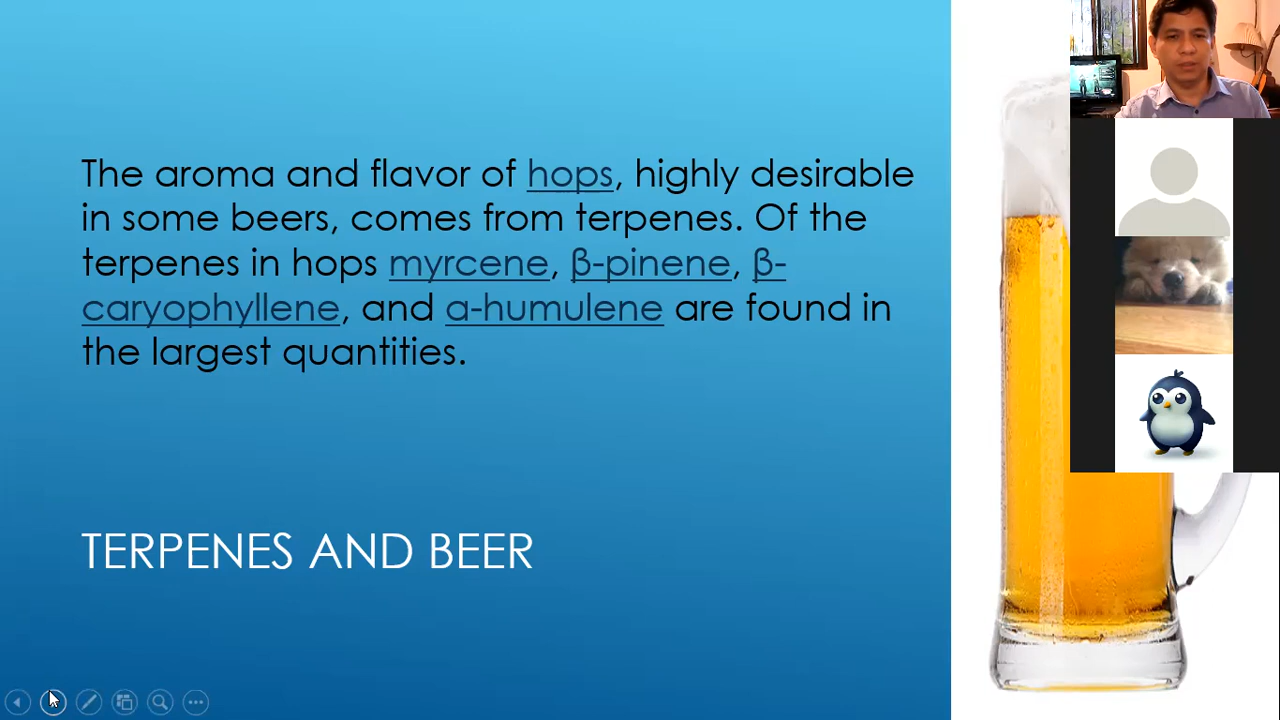 The aroma and flavor of hops, highly desirable
in some beers, comes from terpenes. Of the
terpenes in hops myrcene, β-pinene, β-
caryophyllene, and α-humulene are found in
the largest quantities.
TERPENES AND BEER